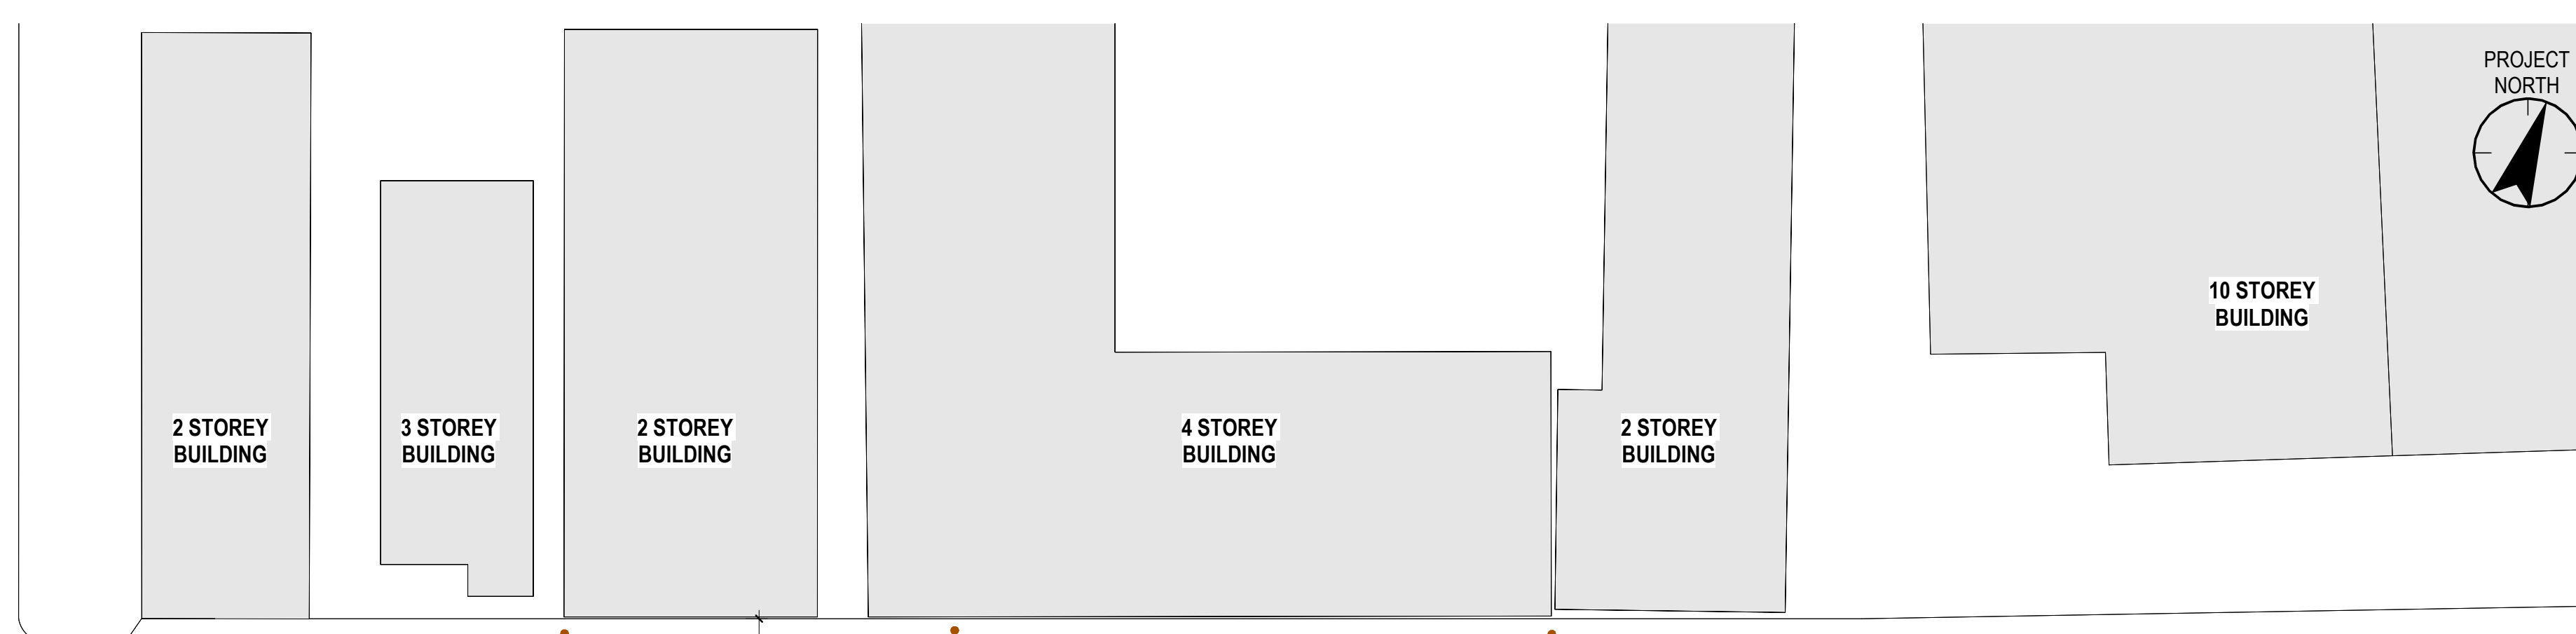 PROJECT
NORTH
10 STOREY
BUILDING
2 STOREY
BUILDING
3 STOREY
BUILDING
2 STOREY
BUILDING
4 STOREY
BUILDING
2 STOREY
BUILDING